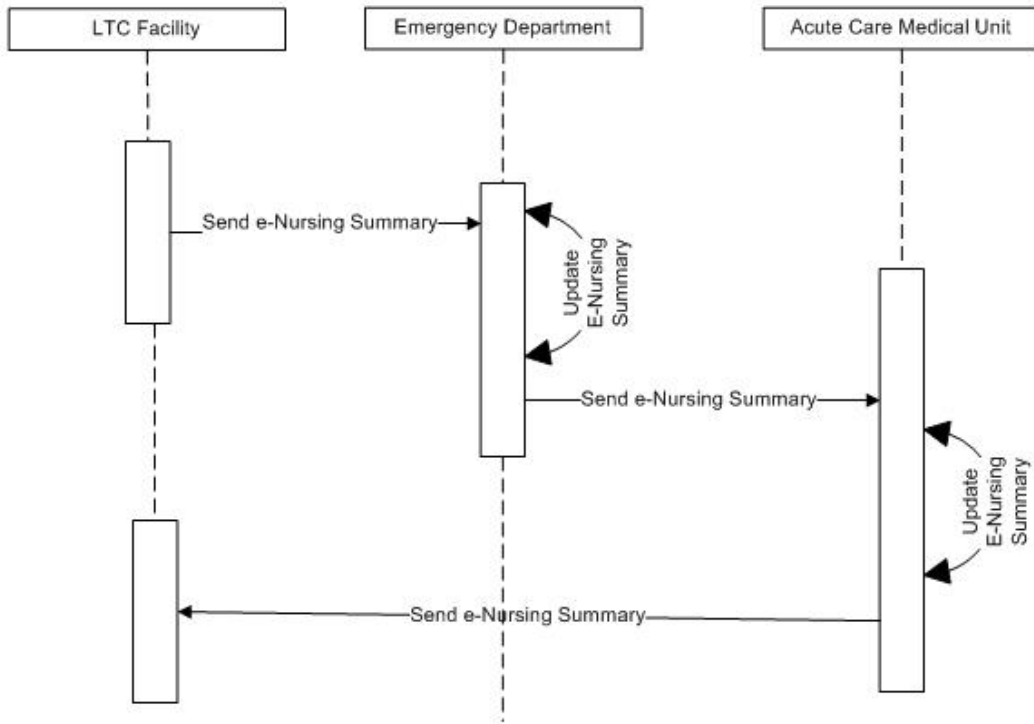 LTC Facility
Emergency Department
Acute Care Medical Unit
Send e-Nursing Summary
Update
E-Nursing
Summary
Send e-Nursing Summary
Update
E-Nursing
Summary
Send e-Nursing Summary